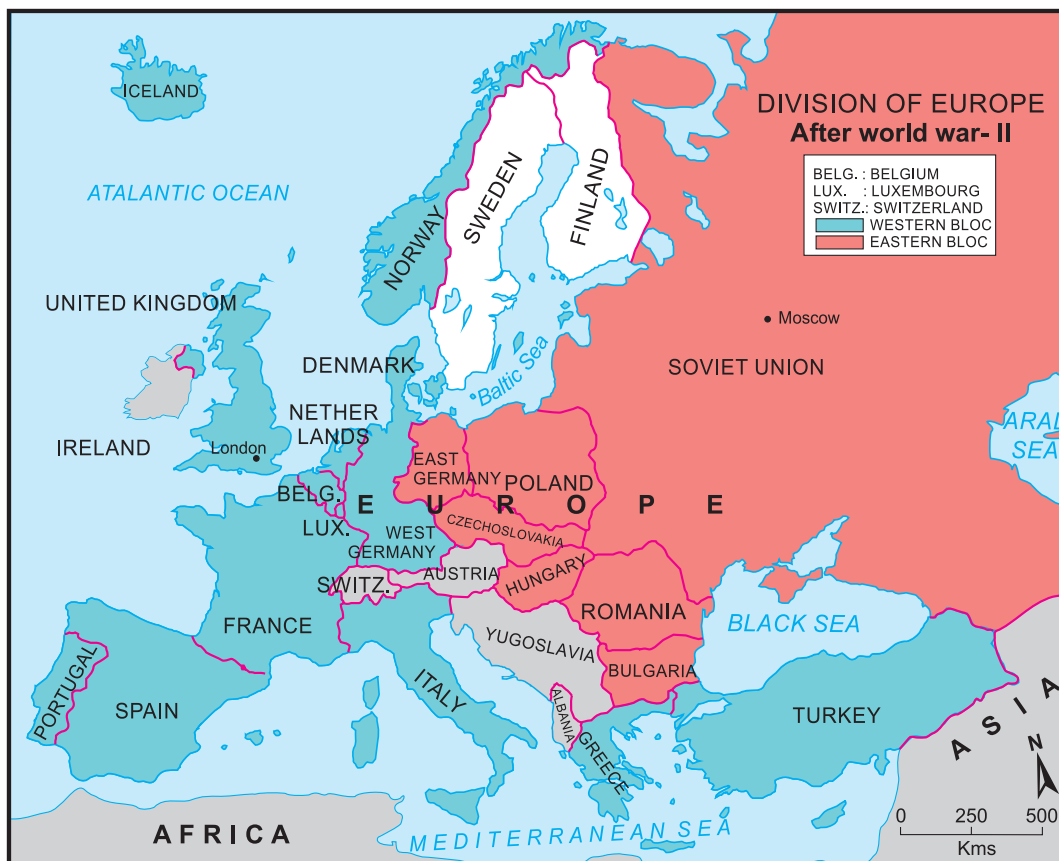 DIVISION OF EUROPE
After world war- II
BELG. : BELGIUM
LUX. : LUXEMBOURG
SWITZ.: SWITZERLAND
WESTERN BLOC
EASTERN BLOC
ICELAND
ATALANTIC OCEAN
NORWAY
SWEDEN
FINLAND
UNITED KINGDOM
Moscow
SOVIET UNION
DENMARK
Baltic Sea
NETHER
LANDS
IRELAND
London
ARAL
SEA
EAST
GERMANY
POLAND
BELG.
EUROPE
LUX.
WEST
GERMANY
CZECHOSLOVAKIA
SWITZ.
AUSTRIA
HUNGARY
ROMANIA
FRANCE
YUGOSLAVIA
BLACK SEA
BULGARIA
PORTUGAL
SPAIN
ITALY
ALBANIA
GREECE
TURKEY
ASIA
N
AFRICA
MEDITERRANEAN SEA
0 250 500
Kms